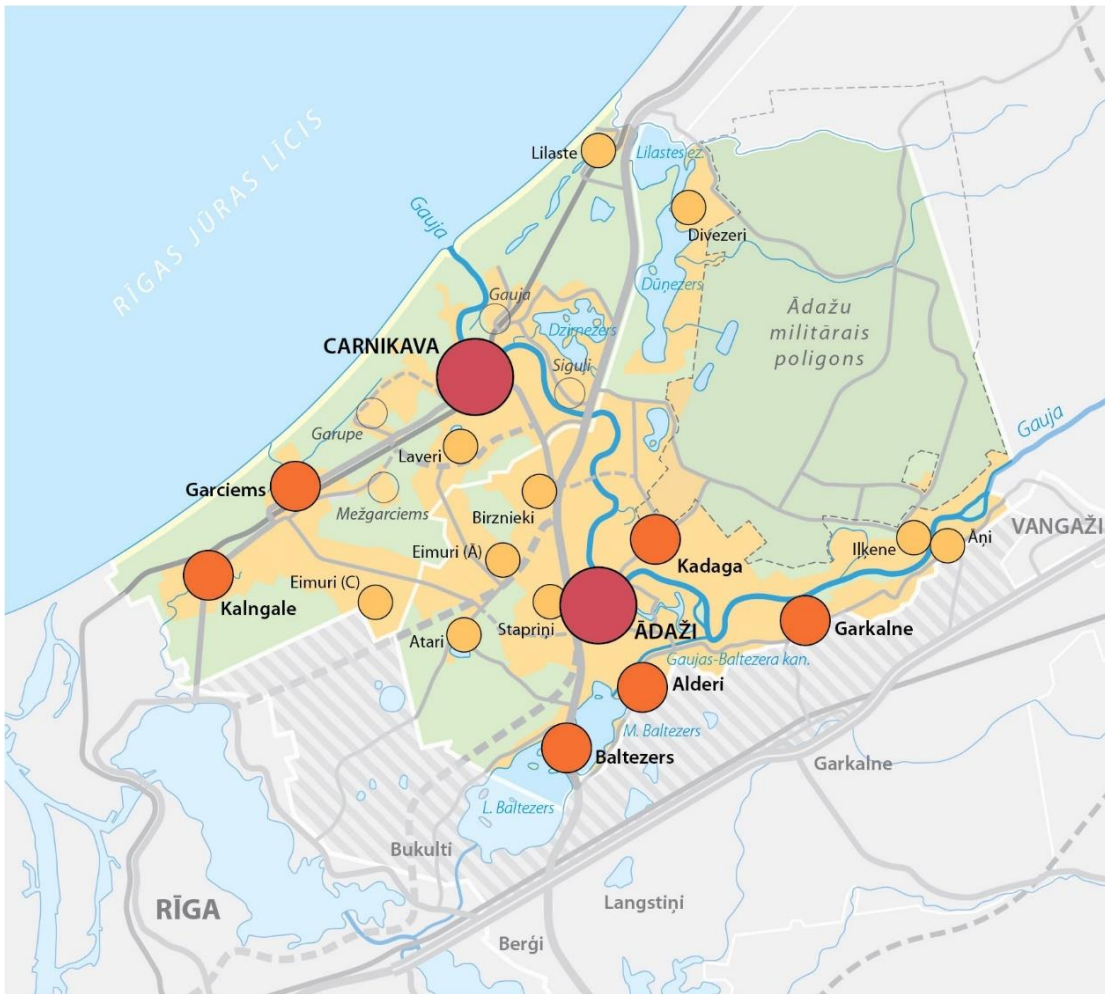 Lilaste
Lilastes ez.
RĪGAS JŪRAS LĪCIS
Gauja
Divezeri
Dūņezers
Gauja
Dzirnezers
Ādažu
militārais
poligons
CARNIKAVA
Siguļi
Garupe
Gauja
Laveri
Garciems
Mežgarciems
Birznieki
VANGAŽI
Iļķene
Āņi
Eimuri (Ā)
Kadaga
Eimuri (C)
Kalngale
Stapriņi
ĀDAŽI
Garkalne
Atari
Gaujas-Baltezera kan.
Alderi
M. Baltezers
Baltezers
Garkalne
L. Baltezers
Bukulti
RĪGA
Langstiņi
Berģi